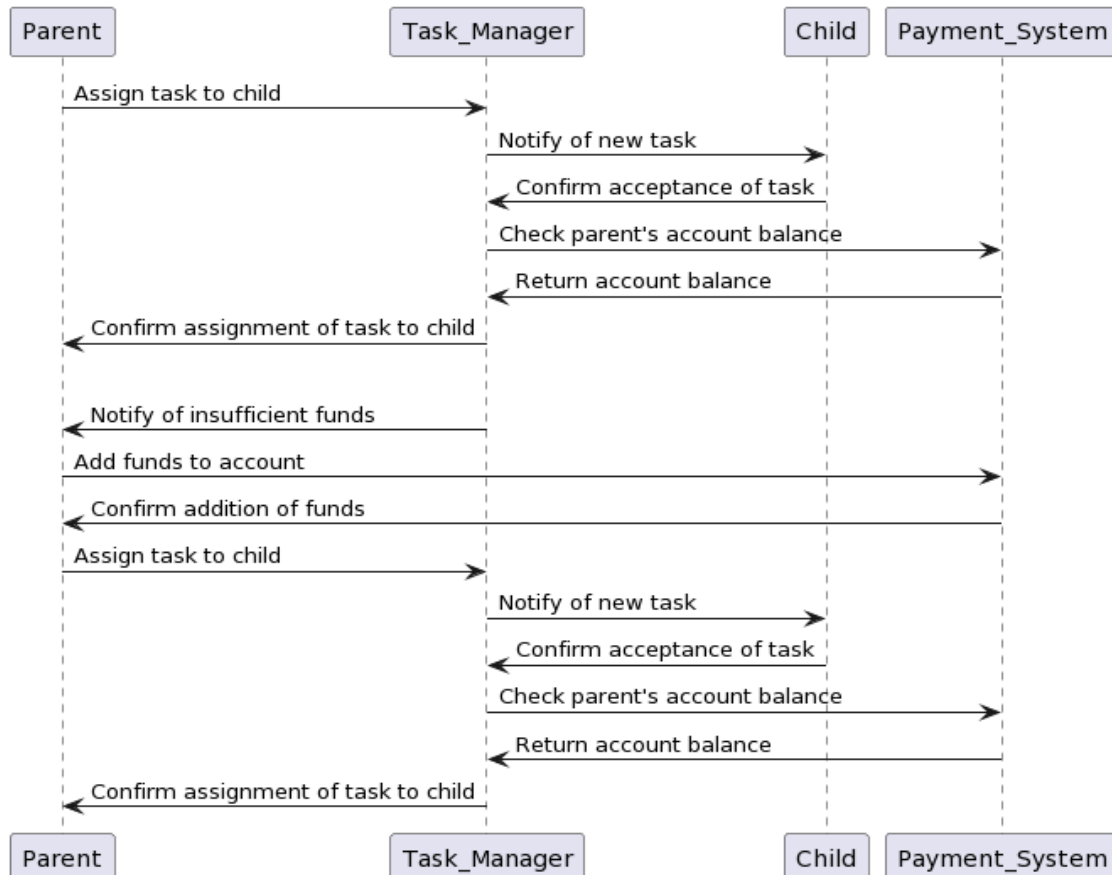 Parent Task_Manager Child Payment_System
Assign task to child
Notify of new task
Confirm acceptance of task
Check parent's account balance
Return account balance
Confirm assignment of task to child
Notify of insufficient funds
Add funds to account
Confirm addition of funds
Assign task to child
Notify of new task
Confirm acceptance of task
Check parent's account balance
Return account balance
Confirm assignment of task to child
Parent Task_Manager Child Payment_System